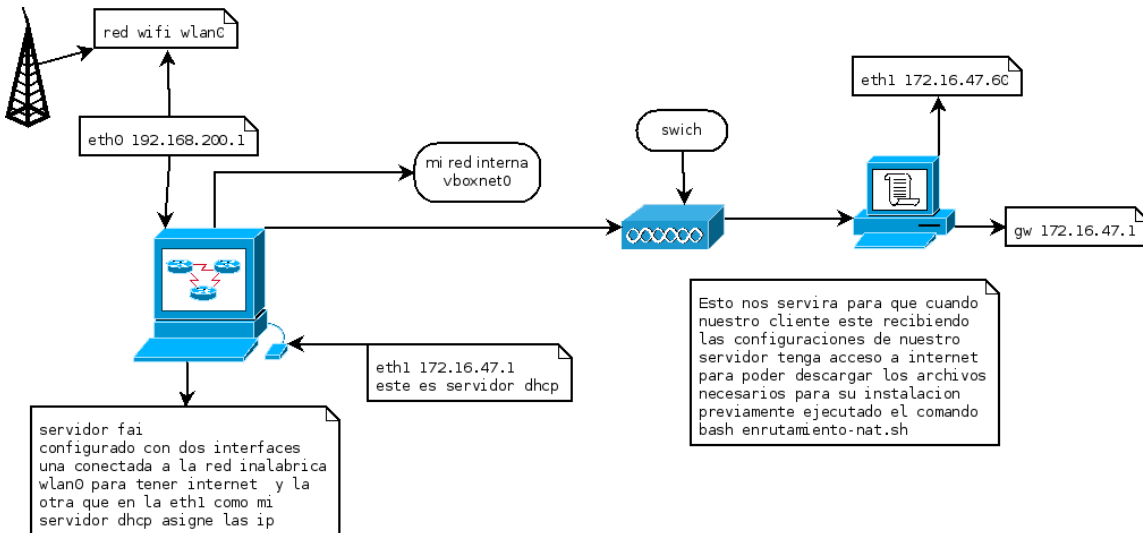 red wifi wlan0
eth0 192.168.200.1
mi red interna
vboxnet0
swich
eth1 172.16.47.60
gw 172.16.47.1
eth1 172.16.47.1
este es servidor dhcp
servidor fai
configurado con dos interfaces
una conectada a la red inalabrica
wlan0 para tener internet y la
otra que en la eth1 como mi
servidor dhcp asigne las ip
Esto nos servira para que cuando
nuestro cliente este recibiendo
las configuraciones de nuestro
servidor tenga acceso a internet
para poder descargar los archivos
necesarios para su instalacion
previamente ejecutado el comando
bash enrutamiento-nat.sh